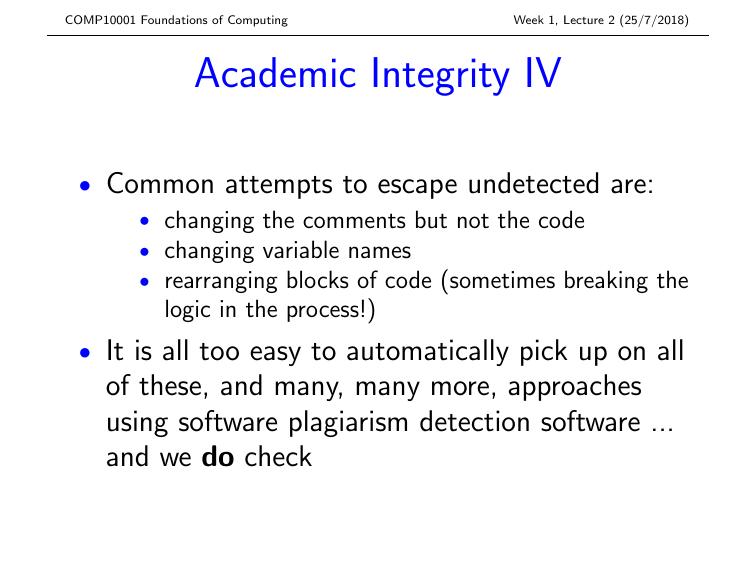 COMP10001 Foundations of Computing Week 1, Lecture 2 (25/7/2018)
Academic Integrity IV
• Common attempts to escape undetected are:
• changing the comments but not the code
• changing variable names
• rearranging blocks of code (sometimes breaking the
logic in the process!)
• It is all too easy to automatically pick up on all
of these, and many, many more, approaches
using software plagiarism detection software ...
and we do check